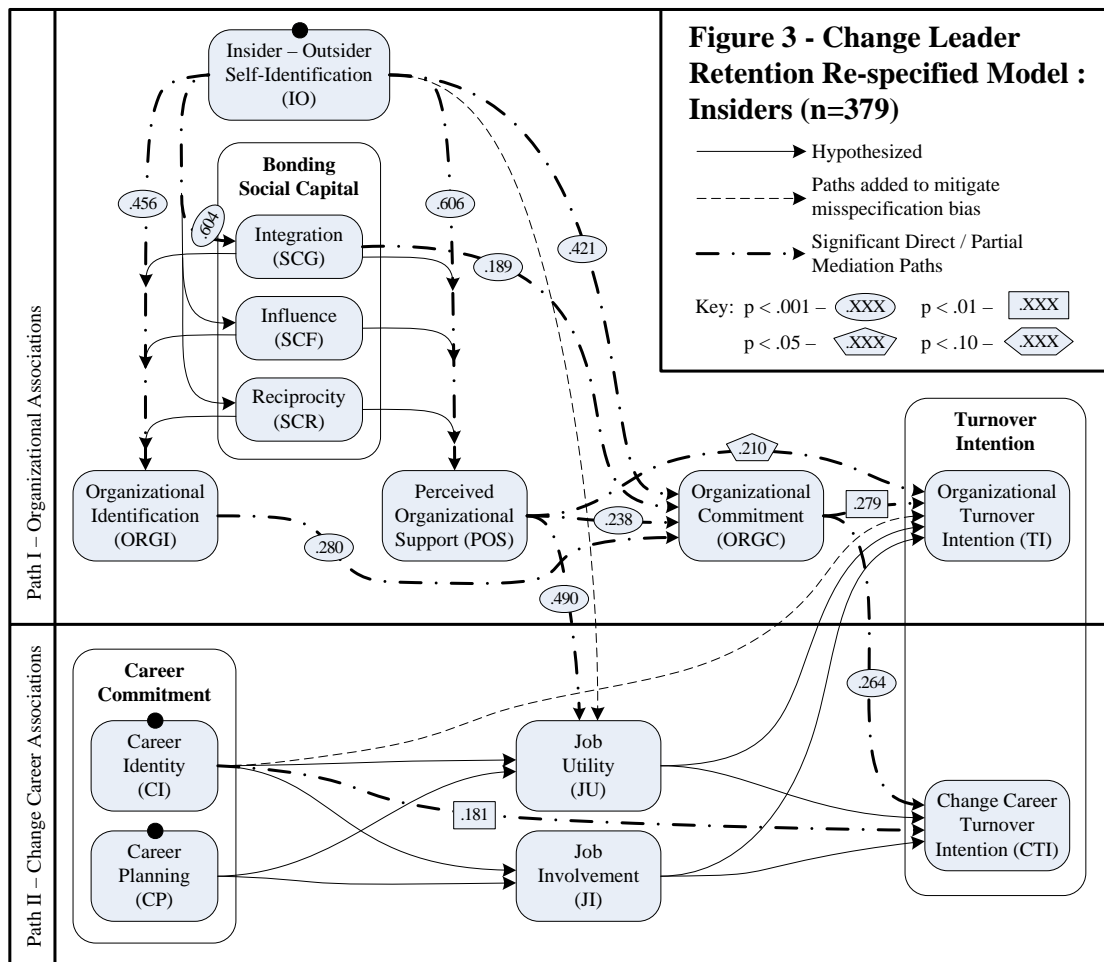 Figure 3 - Change Leader
Retention Re-specified Model :
Insiders (n=379)
Hypothesized
Paths added to mitigate
misspecification bias
Significant Direct / Partial
Mediation Paths
Key: p < .001 – .XXX p < .01 – .XXX
p < .05 – .XXX p < .10 – .XXX
Path I – Organizational Associations
Insider – Outsider
Self-Identification
(IO)
Bonding
Social Capital
.456
.604
.606
.421
Integration
(SCG)
.189
Influence
(SCF)
Reciprocity
(SCR)
Organizational
Identification
(ORGI)
Perceived
Organizational
Support (POS)
Organizational
Commitment
(ORGC)
Turnover
Intention
Organizational
Turnover
Intention (TI)
.210
.279
.238
.280
.490
.264
Path II – Change Career Associations
Career
Commitment
Career
Identity
(CI)
Career
Planning
(CP)
Job
Utility
(JU)
.181
Job
Involvement
(JI)
Change Career
Turnover
Intention (CTI)